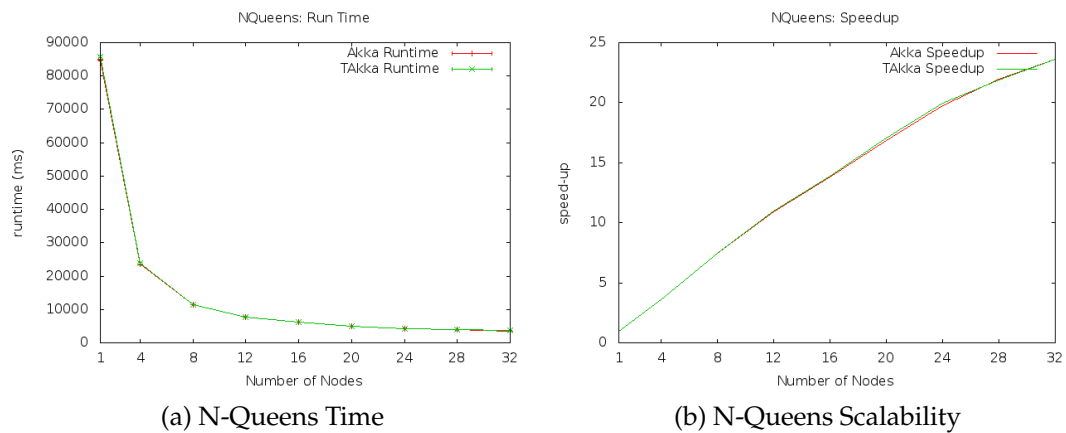 NQueens: Run Time
90000
80000
70000
60000
50000
40000
30000
20000
10000
0
runtime (ms)
Akka Runtime
TAkka Runtime
1 4 8 12 16 20 24 28 32
Number of Nodes
(a) N-Queens Time
NQueens: Speedup
25
20
15
10
5
0
speed-up
Akka Speedup
TAkka Speedup
1 4 8 12 16 20 24 28 32
Number of Nodes
(b) N-Queens Scalability